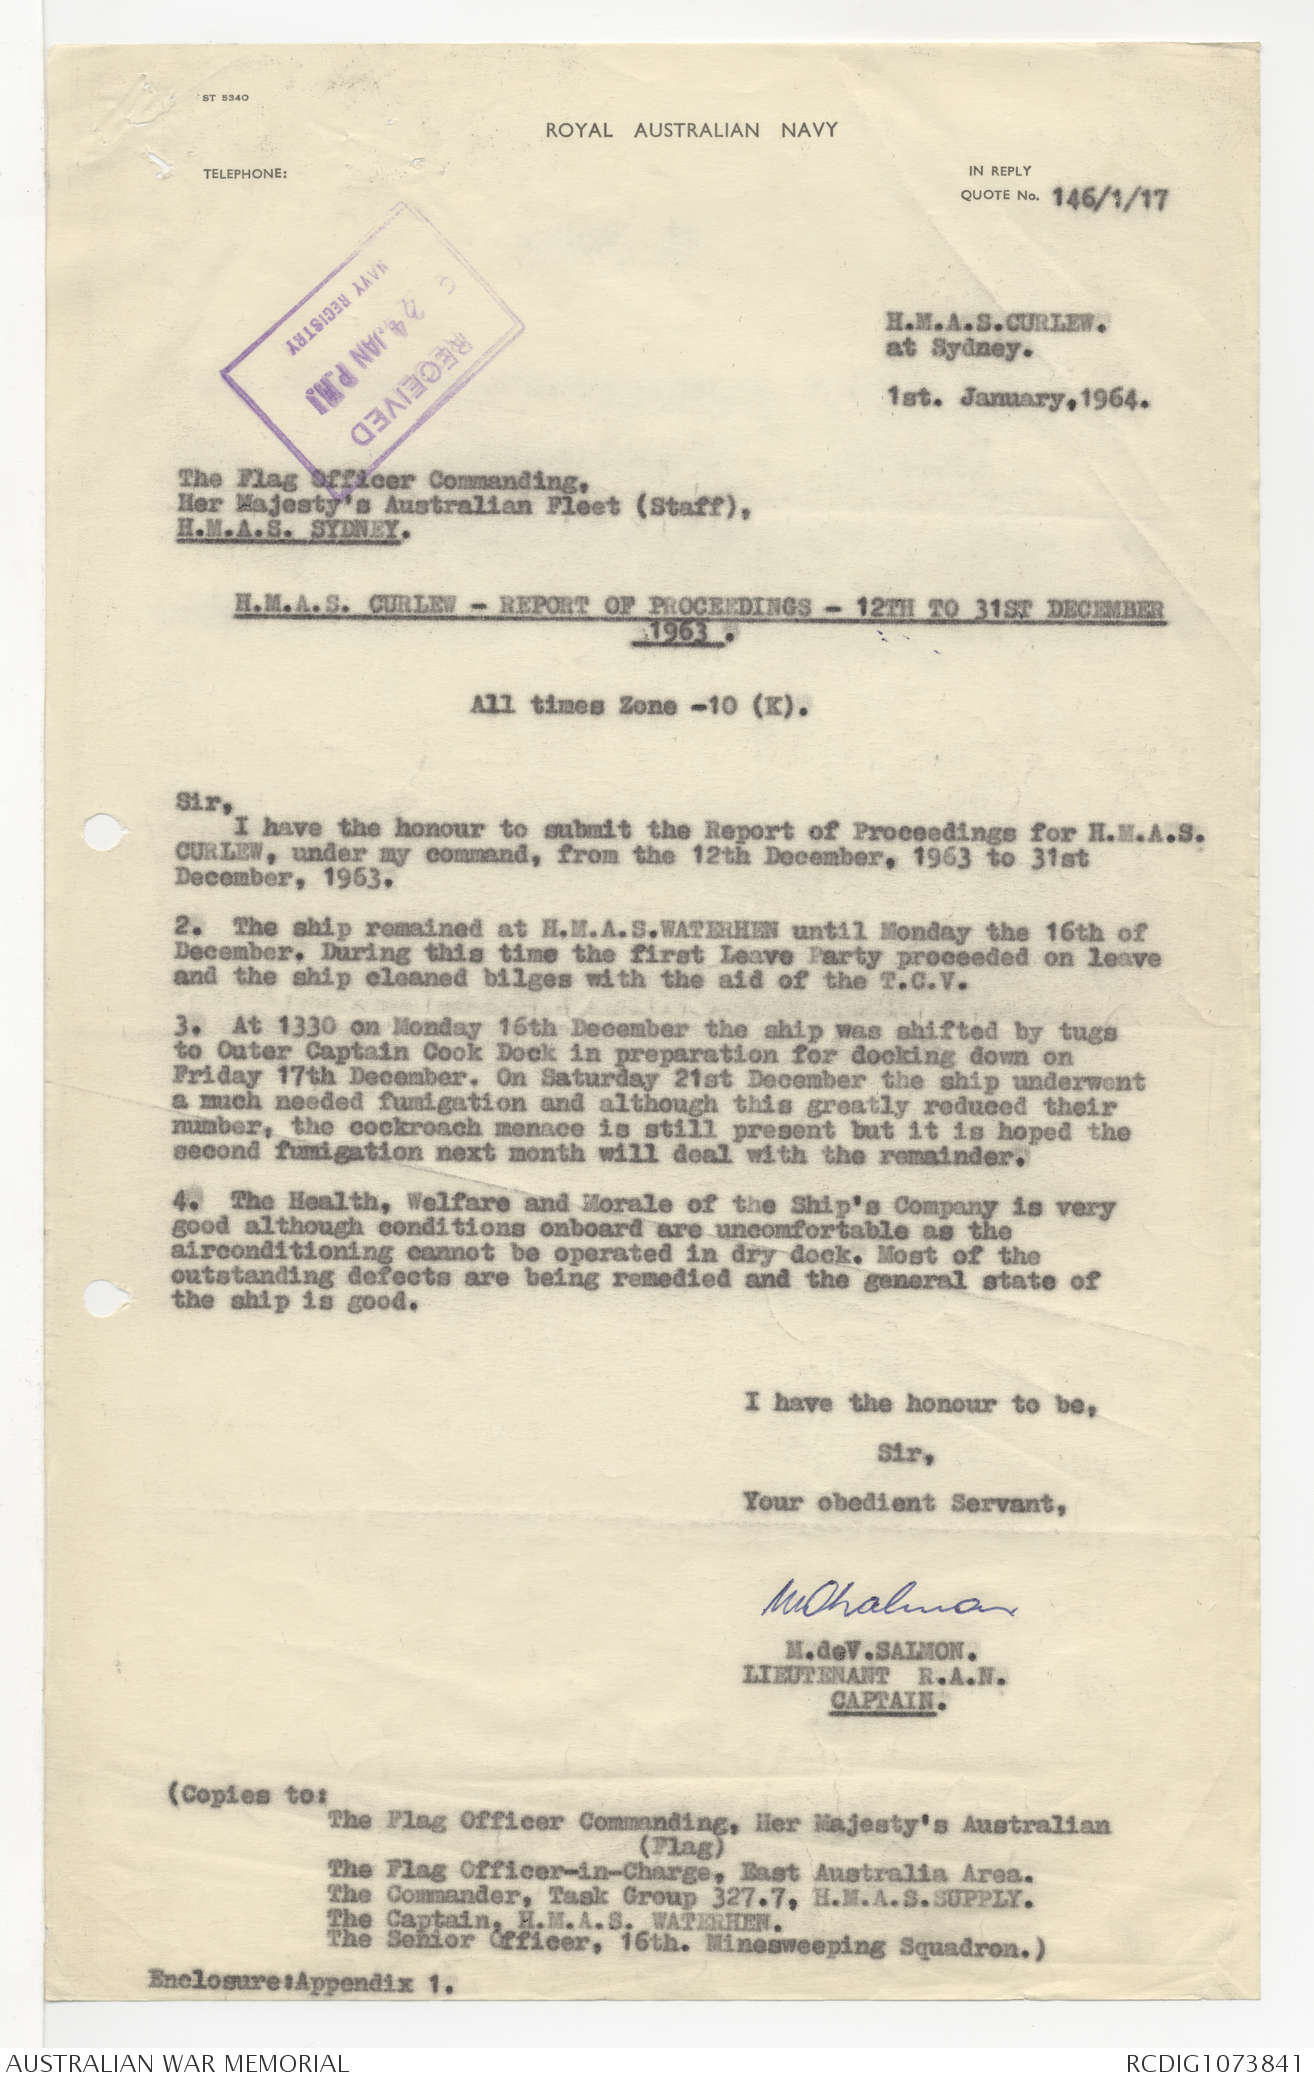 ST 5340
ROYAL AUSTRALIAN NAVY
TELEPHONE:
IN REPLY
QUOTE No. 146/1/17
RECEIVED
24 JAN P.M.
NAVY REGISTRY
H.M.A.S.CURLEW.
at Sydney.
1st. January,1964.
The Flag Officer Commanding,
Her Majesty's Australian Fleet (Staff),
H.M.A.S. SYDNEY.
H.M.A.S. CURLEW - REPORT OF PROCEEDINGS - 12TH TO 31ST DECEMBER
1963 .
All times Zone -10 (K).
Sir,
I have the honour to submit the Report of Proceedings for H.M.A.S.
CURLEW, under my command, from the 12th December, 1963 to 31st
December, 1963.
2. The ship remained at H.M.A.S.WATERHEN until Monday the 16th of
December. During this time the first Leave Party proceeded on leave
and the ship cleaned bilges with the aid of the T.C.V.
3. At 1330 on Monday 16th December the ship was shifted by tugs
to Outer Captain Cook Dock in preparation for docking down on
Friday 17th December. On Saturday 21st December the ship underwent
a much needed fumigation and although this greatly reduced their
number, the cockroach menace is still present but it is hoped the
second fumigation next month will deal with the remainder.
4. The Health, Welfare and Morale of the Ship's Company is very
good although conditions onboard are uncomfortable as the
airconditioning cannot be operated in dry dock. Most of the
outstanding defects are being remedied and the general state of
the ship is good.
I have the honour to be,
Sir,
Your obedient Servant,
M.deV.SALMON.
LIEUTENANT R.A.N.
CAPTAIN.
(Copies to:
The Flag Officer Commanding, Her Majesty's Australian
(Flag)
The Flag Officer-in-Charge, East Australia Area.
The Commander, Task Group 327.7, H.M.A.S.SUPPLY.
The Captain, H.M.A.S. WATERHEN.
The Senior Officer, 16th. Minesweeping Squadron.)
Enclosure:Appendix 1.
AUSTRALIAN WAR MEMORIAL
RCDIG1073841